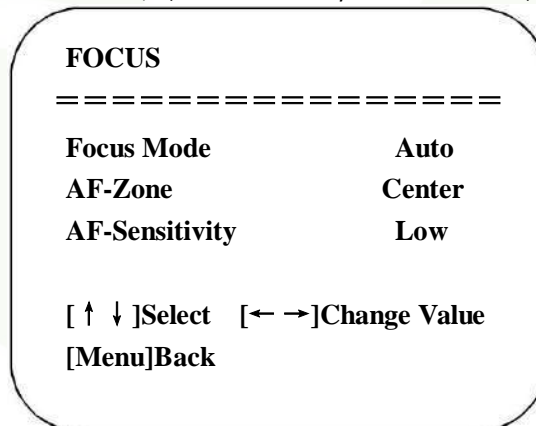 FOCUS
=================
Focus Mode Auto
AF-Zone Center
AF-Sensitivity Low
[ ↑ ↓ ]Select [← →]Change Value
[Menu]Back